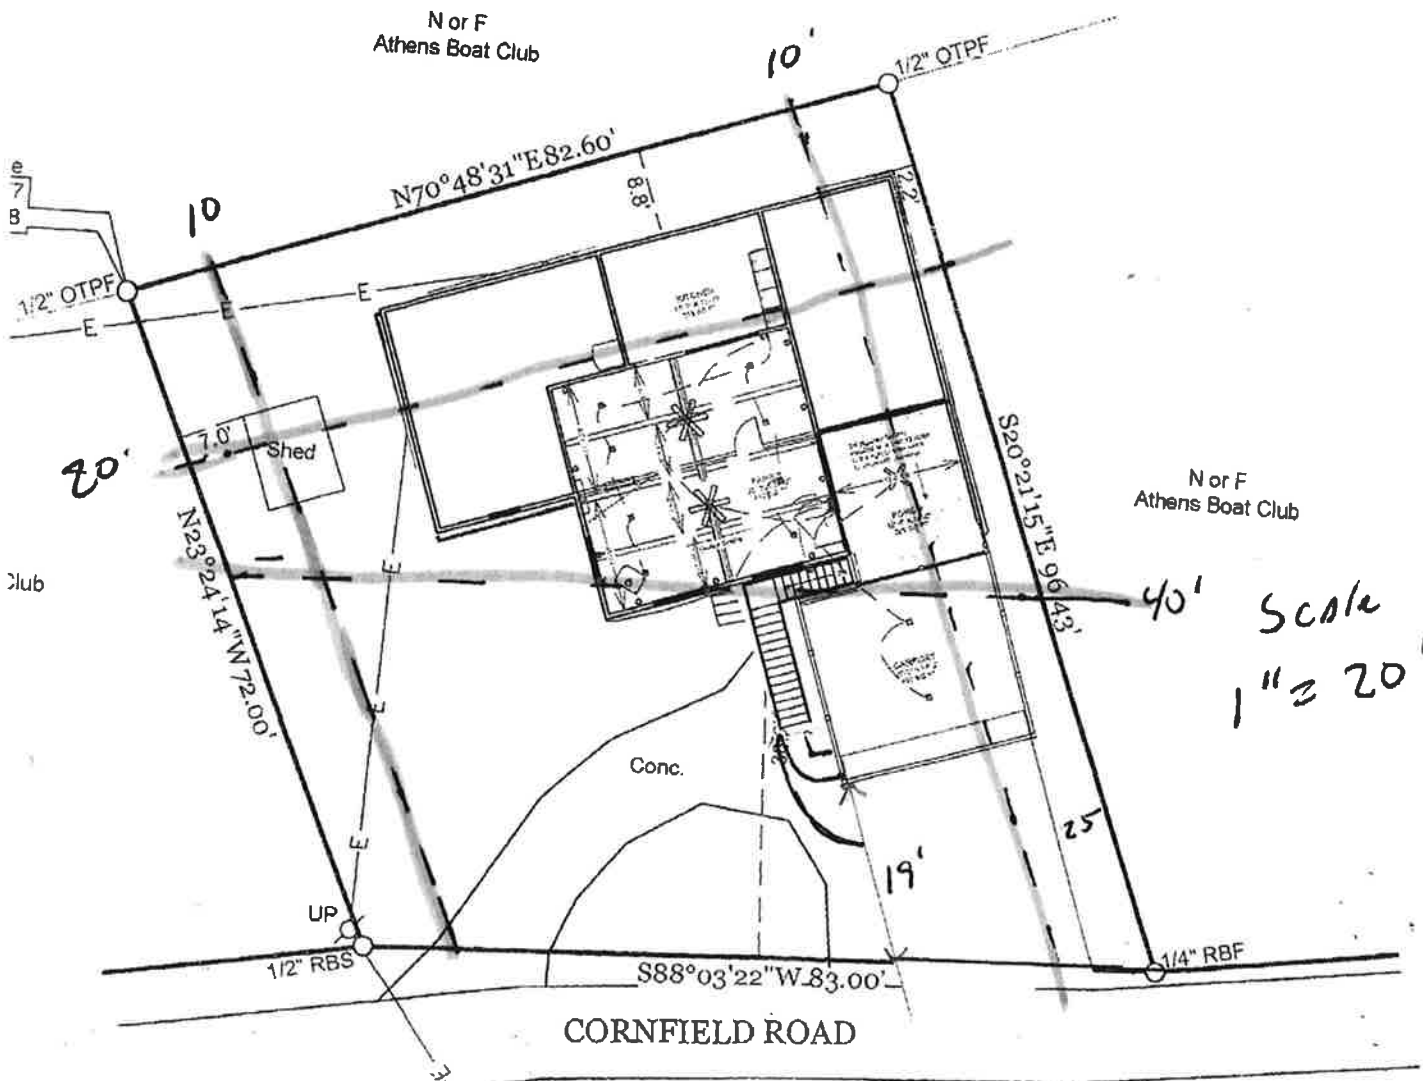 N or F
Athens Boat Club
10'
1/2" OTPF
N70°48'31"E82.60'
8.8'
2.2'
e
7
8
10
1/2" OTPF
E
E
E
20'
7.0'
Shed
S20°21'15"E 96.43'
N or F
Athens Boat Club
N23°24'14"W72.00'
Club
E
40'
Scale
1" = 20'
E
Conc.
25
E
19'
UP
1/2" RBS
S88°03'22"W 83.00'
1/4" RBF
CORNFIELD ROAD
E